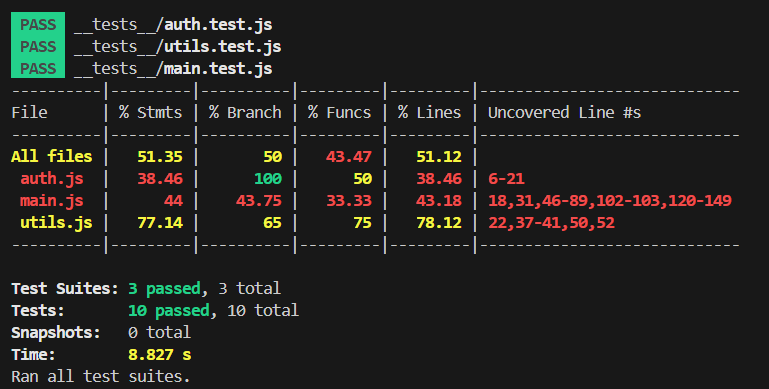 PASS __tests__/auth.test.js
PASS __tests__/utils.test.js
PASS __tests__/main.test.js
----------|---------|----------|---------|---------|----------------------------
File      | % Stmts | % Branch | % Funcs | % Lines | Uncovered Line #s
----------|---------|----------|---------|---------|----------------------------
All files |   51.35 |       50 |   43.47 |   51.12 |
 auth.js  |   38.46 |      100 |      50 |   38.46 | 6-21
 main.js  |      44 |    43.75 |   33.33 |   43.18 | 18,31,46-89,102-103,120-149
 utils.js |   77.14 |       65 |      75 |   78.12 | 22,37-41,50,52
----------|---------|----------|---------|---------|----------------------------
Test Suites: 3 passed, 3 total
Tests:       10 passed, 10 total
Snapshots:   0 total
Time:        8.827 s
Ran all test suites.